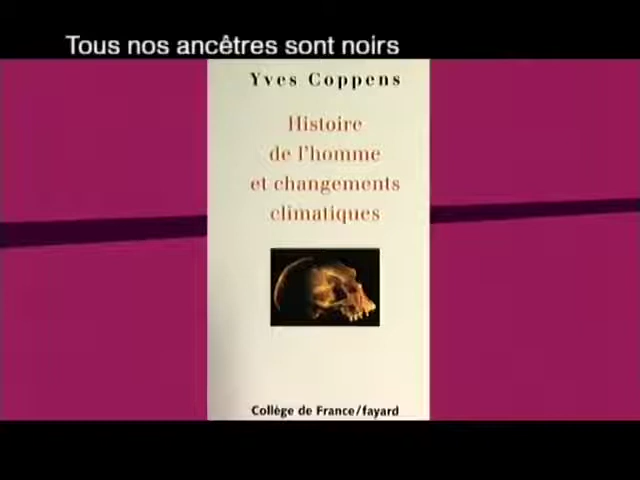 Tous nos ancêtres sont noirs
Yves Coppens
Histoire
de l'homme
et changements
climatiques
Collège de France/fayard